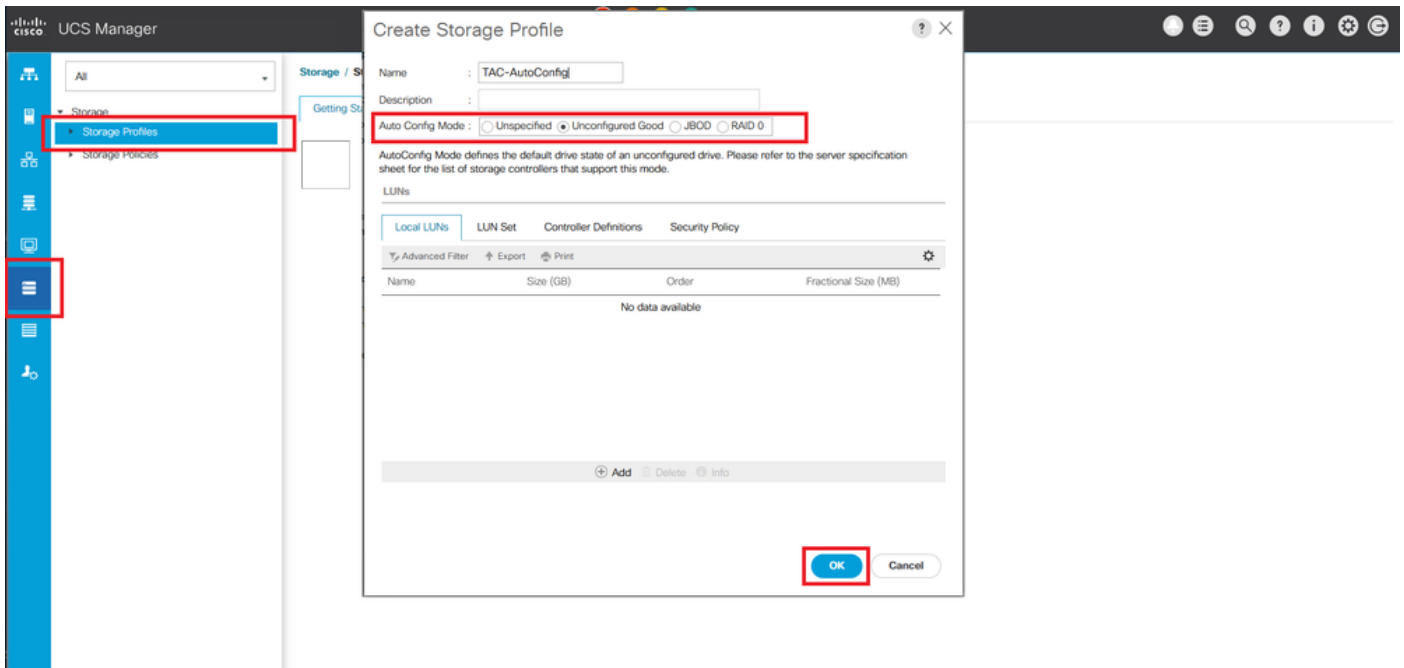 cisco UCS Manager
All
Storage
Storage Profiles
Storage Policies
Storage /
Getting
Create Storage Profile
?
Name : TAC-AutoConfig
Description :
Auto Config Mode : Unspecified Unconfigured Good JBOD RAID 0
AutoConfig Mode defines the default drive state of an unconfigured drive. Please refer to the server specification
sheet for the list of storage controllers that support this mode.
LUNs
Local LUNs LUN Set Controller Definitions Security Policy
Advanced Filter Export Print
Name Size (GB) Order Fractional Size (MB)
No data available
Add Delete Info
OK Cancel